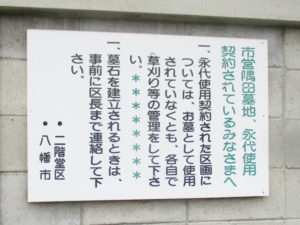 市営隅田墓地、永代使用
契約されているみなさまへ
一、永代使用契約された区画に
ついては、お墓として使用
されていなくとも、各自で
草刈り等の管理をして下さ
い。＊＊＊＊＊＊
一、墓石を建立されるときは、
事前に区長まで連絡して下
さい。
●二階堂区
●八幡市